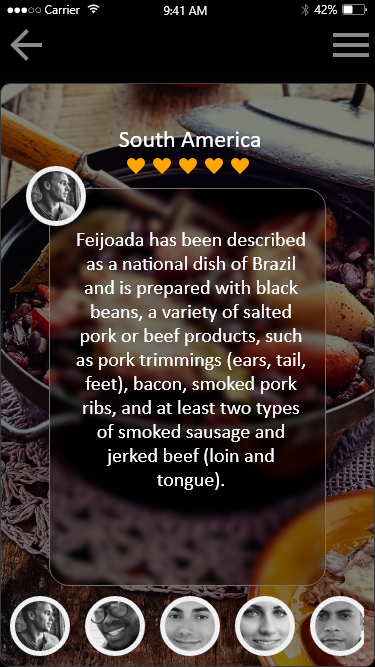 Carrier 9:41 AM 42%
South America
Feijoada has been described
as a national dish of Brazil
and is prepared with black
beans, a variety of salted
pork or beef products, such
as pork trimmings (ears, tail,
feet), bacon, smoked pork
ribs, and at least two types
of smoked sausage and
jerked beef (loin and
tongue).